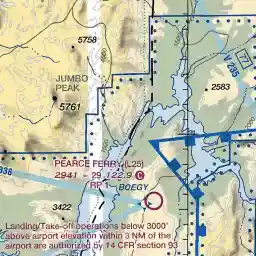 5758
JUMBO
PEAK
5761
2583
V 235
PEARCE FERRY (L25)
2941 - 29 122.9 C
RP 1
BOEGY
3422
Landing/Take-off operations below 3000'
above airport elevation within 3 NM of the
airport are authorized by 14 CFR section 93